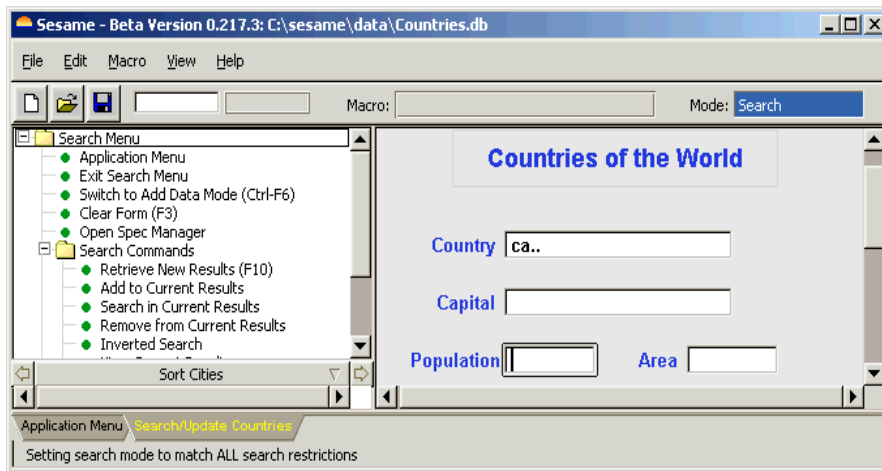 Sesame - Beta Version 0.217.3: C:\sesame\data\Countries.db
File Edit Macro View Help
Macro: Mode: Search
Search Menu
Application Menu
Exit Search Menu
Switch to Add Data Mode (Ctrl-F6)
Clear Form (F3)
Open Spec Manager
Search Commands
Retrieve New Results (F10)
Add to Current Results
Search in Current Results
Remove from Current Results
Inverted Search
Sort Cities
Countries of the World
Country ca..
Capital
Population Area
Application Menu Search/Update Countries
Setting search mode to match ALL search restrictions